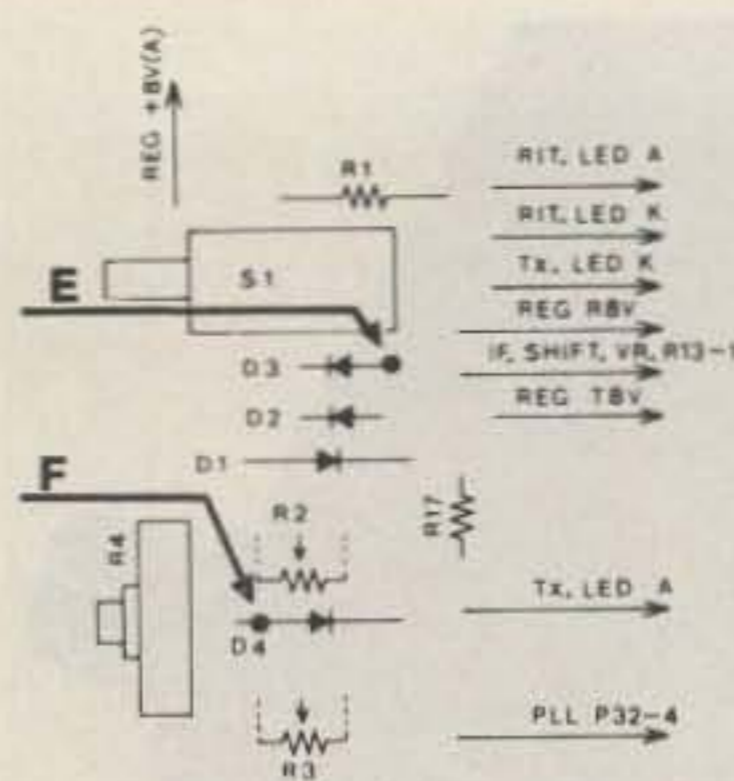 REG +8V(A)
R1
RIT, LED A
RIT, LED K
E
S1
Tx, LED K
REG R8V
D3
IF, SHIFT, VR, R13-1
D2
REG T8V
D1
F
R2
R17
R4
Tx, LED A
D4
PLL P32-4
R3